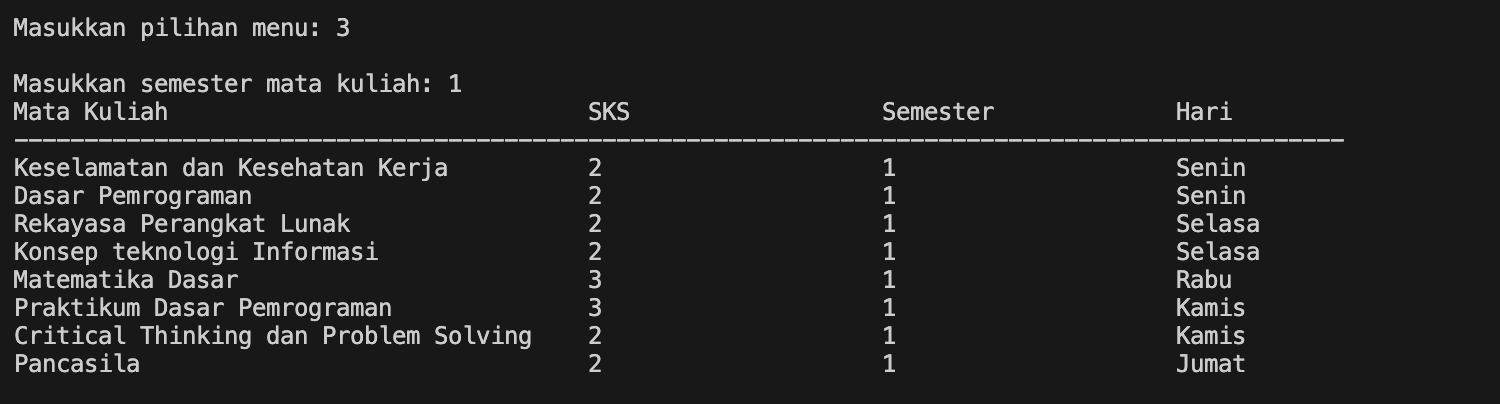 Masukkan pilihan menu: 3
Masukkan semester mata kuliah: 1
Mata Kuliah SKS Semester Hari
-----------------------------------------------------------------------------------------------
Keselamatan dan Kesehatan Kerja 2 1 Senin
Dasar Pemrograman 2 1 Senin
Rekayasa Perangkat Lunak 2 1 Selasa
Konsep teknologi Informasi 2 1 Selasa
Matematika Dasar 3 1 Rabu
Praktikum Dasar Pemrograman 3 1 Kamis
Critical Thinking dan Problem Solving 2 1 Kamis
Pancasila 2 1 Jumat